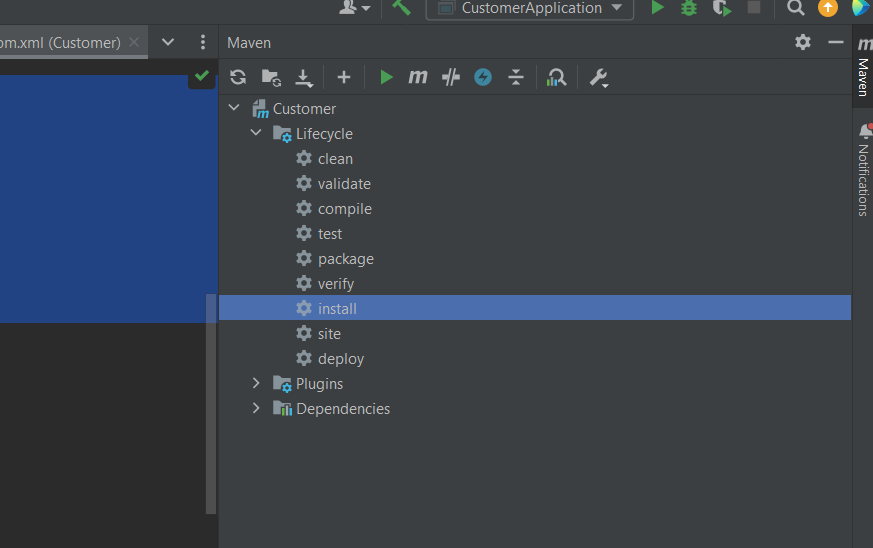 CustomerApplication
om.xml (Customer)
Maven
Customer
Lifecycle
clean
validate
compile
test
package
verify
install
site
deploy
Plugins
Dependencies
Maven
Notifications